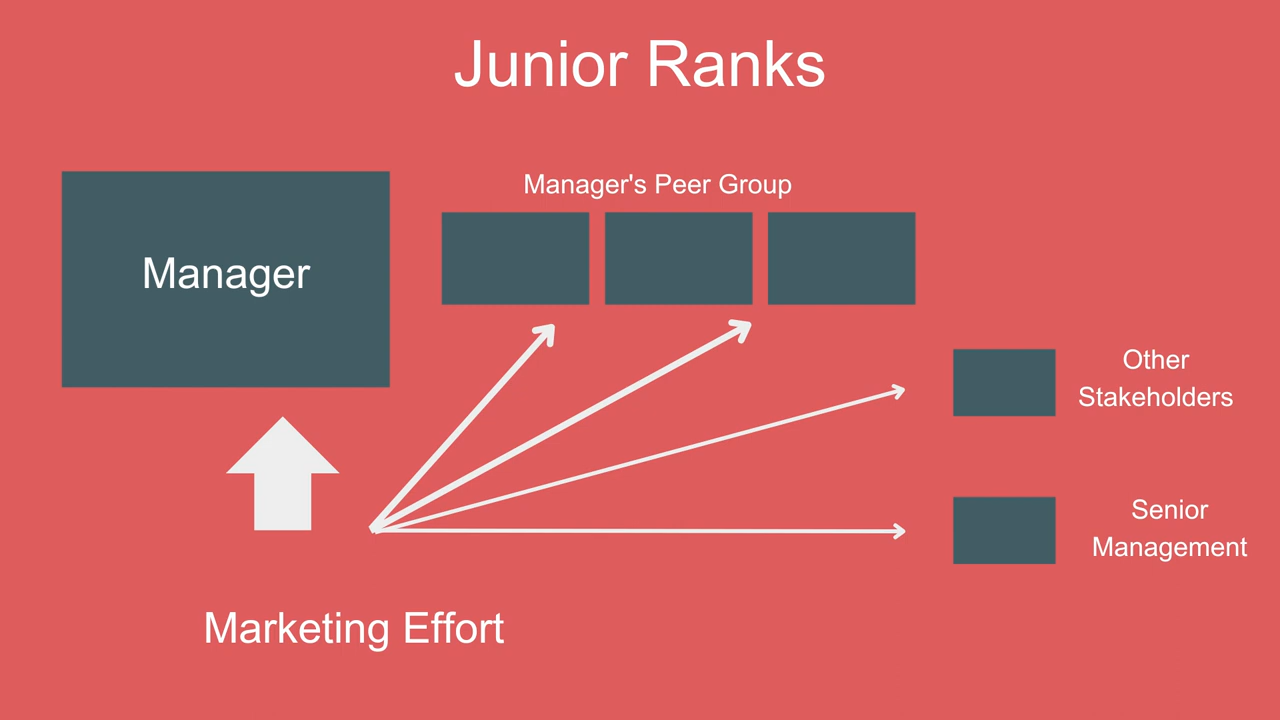 Junior Ranks
Manager's Peer Group
Manager
Other
Stakeholders
Senior
Management
Marketing Effort